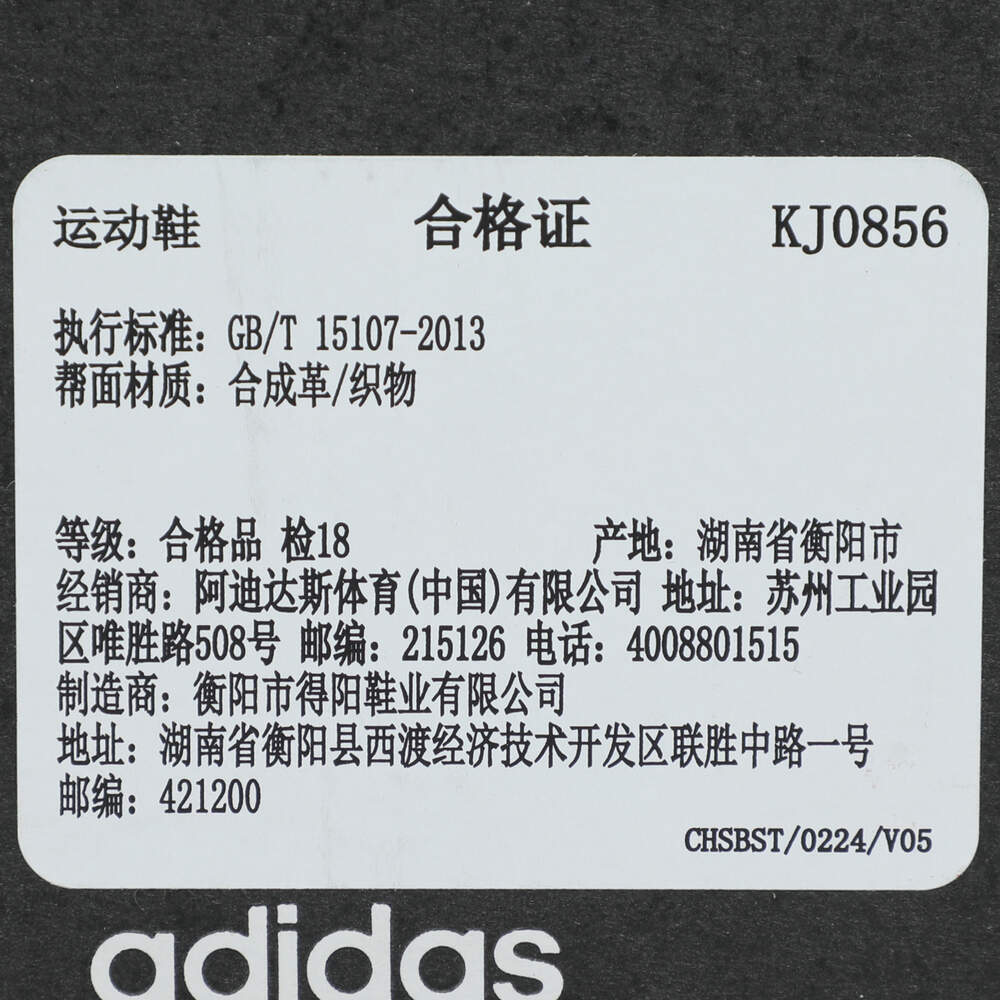 运动鞋 合格证 KJ0856
执行标准：GB/T 15107-2013
帮面材质：合成革/织物
等级：合格品 检18 产地：湖南省衡阳市
经销商：阿迪达斯体育(中国)有限公司 地址：苏州工业园
区唯胜路508号 邮编：215126 电话：4008801515
制造商：衡阳市得阳鞋业有限公司
地址：湖南省衡阳县西渡经济技术开发区联胜中路一号
邮编：421200
CHSBST/0224/V05
adidas